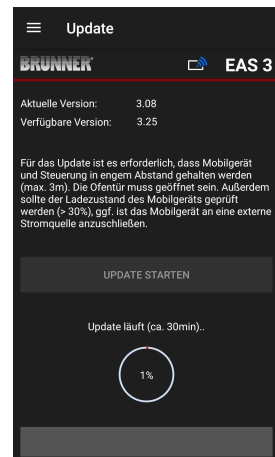 Update
BRUNNER
EAS 3
Aktuelle Version: 3.08
Verfügbare Version: 3.25
Für das Update ist es erforderlich, dass Mobilgerät
und Steuerung in engem Abstand gehalten werden
(max. 3m). Die Ofentür muss geöffnet sein. Außerdem
sollte der Ladezustand des Mobilgeräts geprüft
werden (> 30%), ggf. ist das Mobilgerät an eine externe
Stromquelle anzuschließen.
UPDATE STARTEN
Update läuft (ca. 30min)..
1%